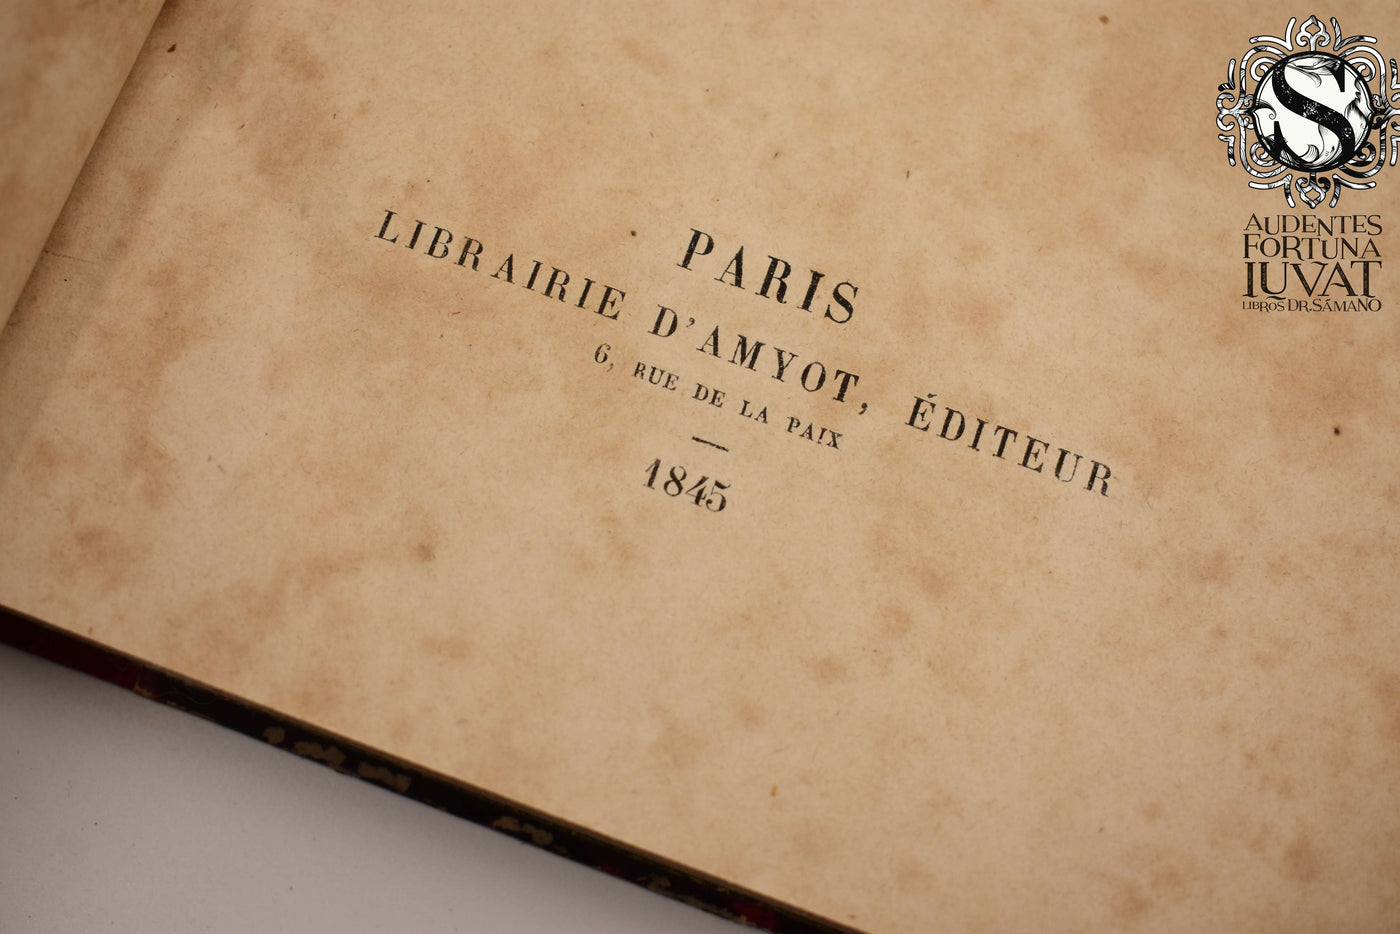 PARIS
LIBRAIRIE D'AMYOT, ÉDITEUR
6, RUE DE LA PAIX
1845
S
AUDENTES
FORTUNA
IUVAT
LIBROS DR. SÁMANO